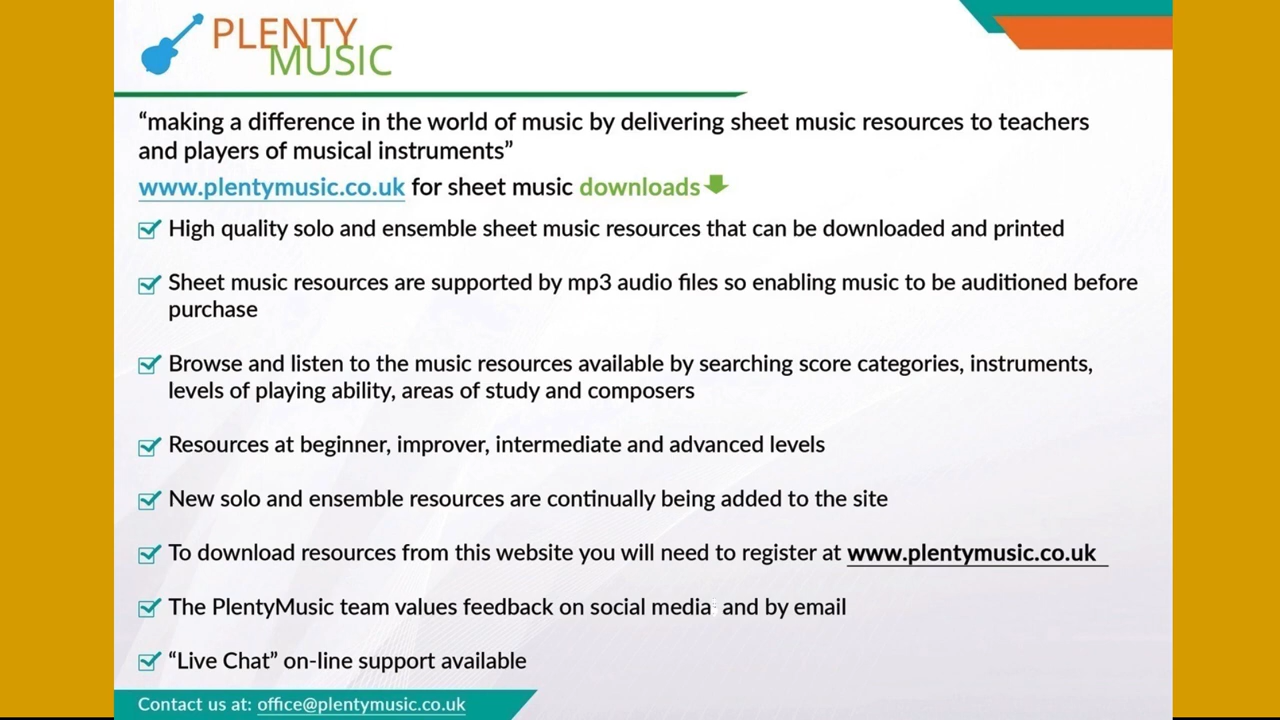 PLENTY
MUSIC
“making a difference in the world of music by delivering sheet music resources to teachers
and players of musical instruments”
www.plentymusic.co.uk for sheet music downloads
High quality solo and ensemble sheet music resources that can be downloaded and printed
Sheet music resources are supported by mp3 audio files so enabling music to be auditioned before
purchase
Browse and listen to the music resources available by searching score categories, instruments,
levels of playing ability, areas of study and composers
Resources at beginner, improver, intermediate and advanced levels
New solo and ensemble resources are continually being added to the site
To download resources from this website you will need to register at www.plentymusic.co.uk
The PlentyMusic team values feedback on social media and by email
“Live Chat” on-line support available
Contact us at: office@plentymusic.co.uk